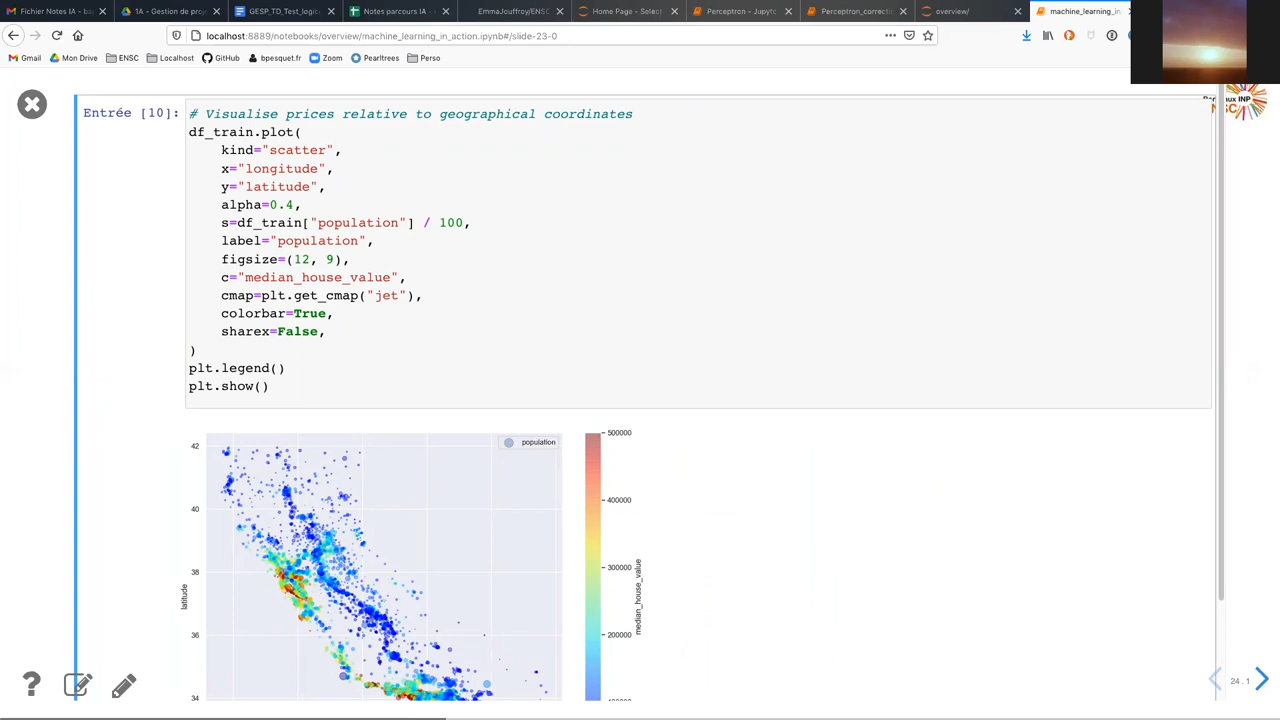 Fichier Notes IA - bas
1A - Gestion de proj
GESP_TD_Test_logici
Notes parcours IA -
EmmaJouffroy/ENSC
Home Page - Select
Perceptron - Jupyte
Perceptron_correcti
overview/
machine_learning_in
localhost:8889/notebooks/overview/machine_learning_in_action.ipynb#/slide-23-0
Gmail Mon Drive ENSC Localhost GitHub bpesquet.fr Zoom Pearltrees Perso
INP
Entrée [10]:
# Visualise prices relative to geographical coordinates
df_train.plot(
kind="scatter",
x="longitude",
y="latitude",
alpha=0.4,
s=df_train["population"] / 100,
label="population",
figsize=(12, 9),
c="median_house_value",
cmap=plt.get_cmap("jet"),
colorbar=True,
sharex=False,
)
plt.legend()
plt.show()
population
42
40
38
36
34
latitude
500000
400000
300000
200000
median_house_value
?
24.1